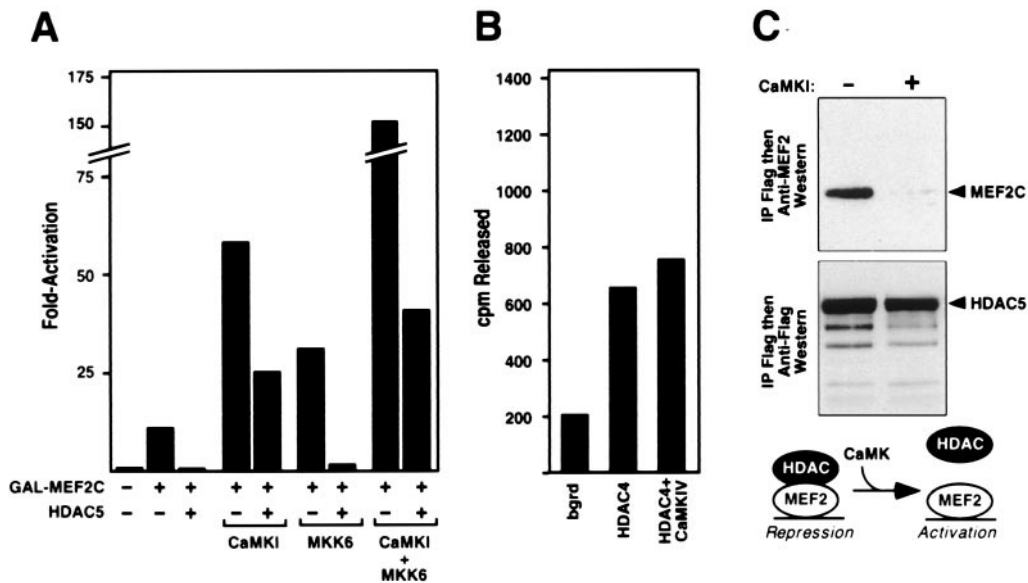 A
Fold-Activation
175
150
75
50
25
GAL-MEF2C − + + + + + + + +
HDAC5 − − + − + − + − +
CaMKI
MKK6
CaMKI
+
MKK6
B
cpm Released
1400
1200
1000
800
600
400
200
bgrd
HDAC4
HDAC4+
CaMKIV
C
CaMKI: − +
IP Flag then
Anti-MEF2
Western
MEF2C
IP Flag then
Anti-Flag
Western
HDAC5
HDAC
MEF2
Repression
CaMK
HDAC
MEF2
Activation